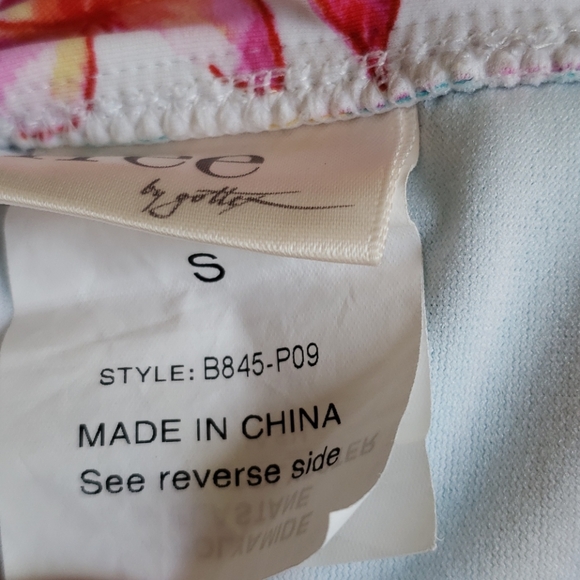 by gottex
S
STYLE: B845-P09
MADE IN CHINA
See reverse side